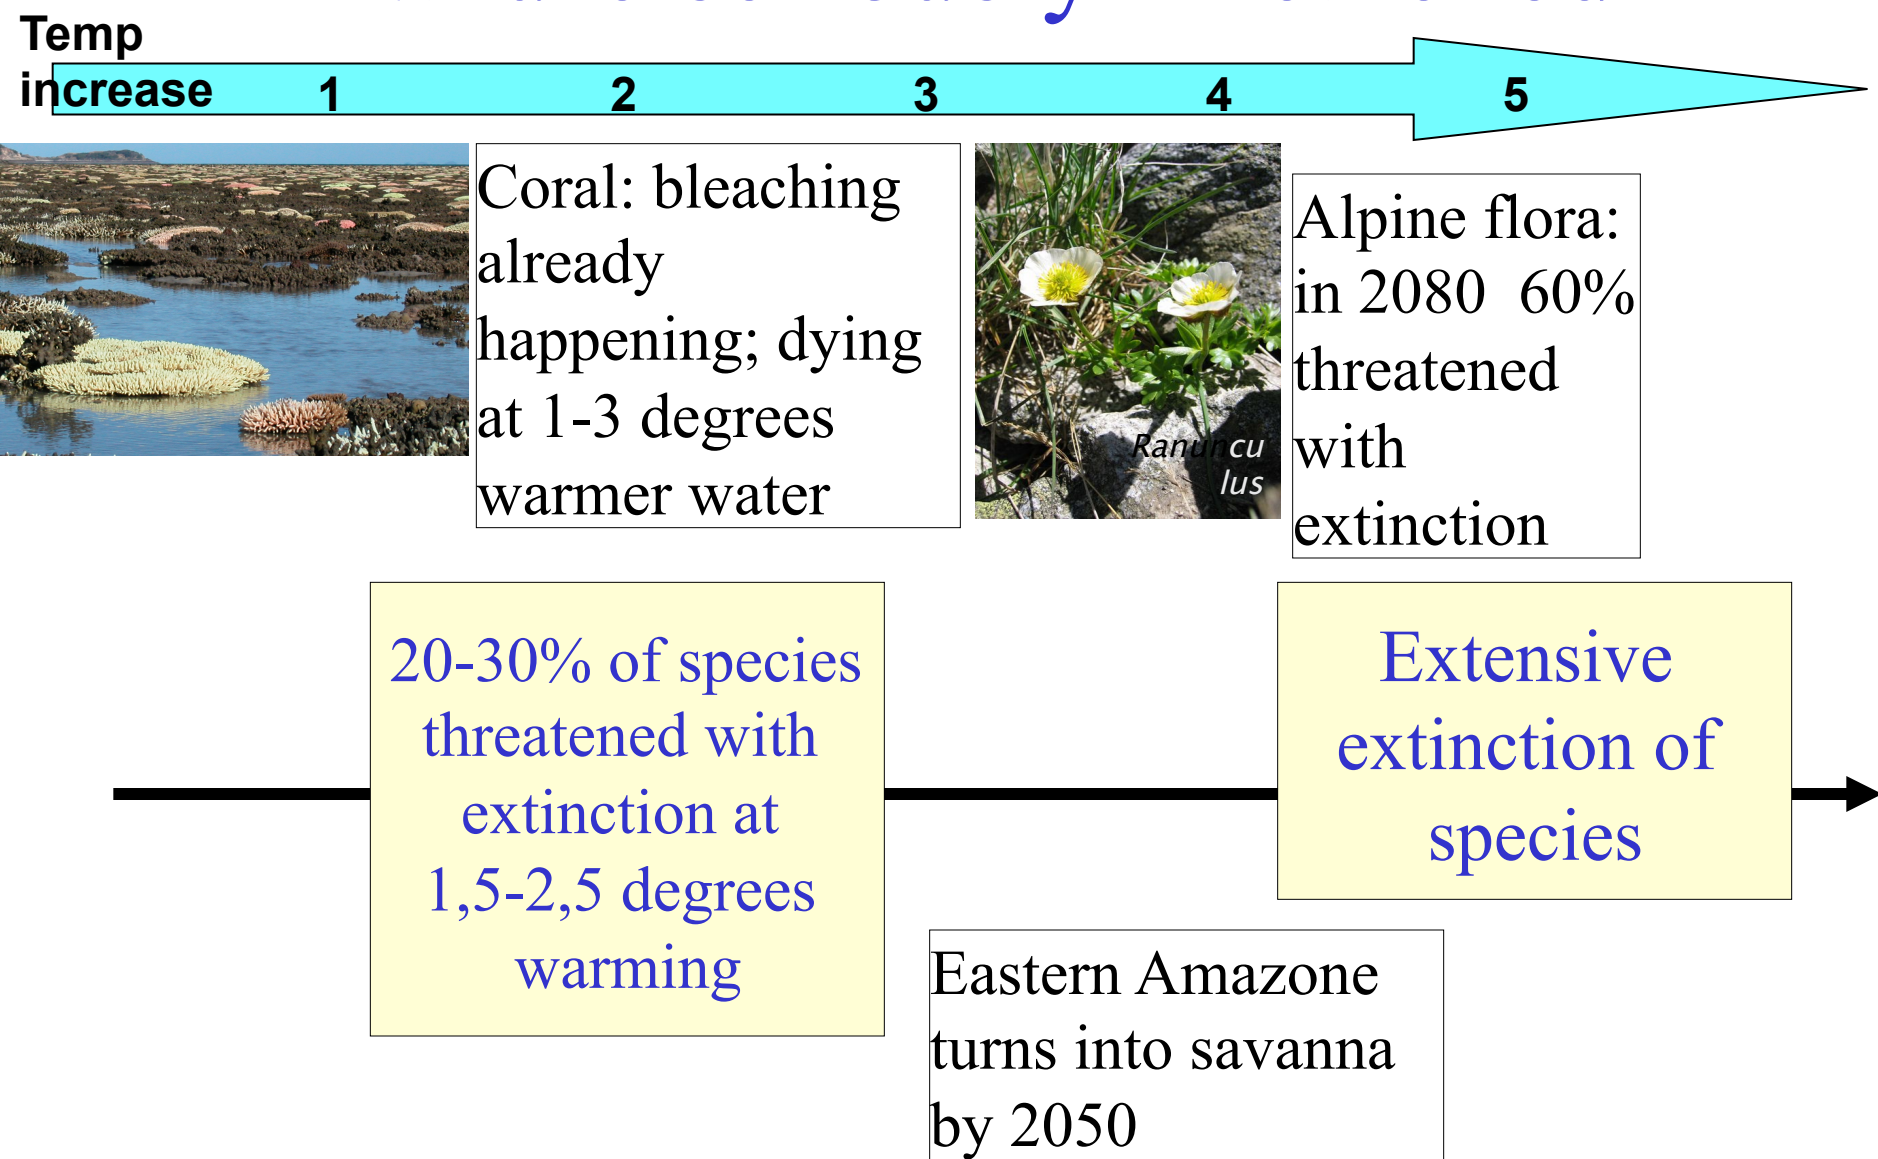 Temp
increase 1 2 3 4 5
Coral: bleaching
already
happening; dying
at 1-3 degrees
warmer water
Ranuncu
lus
Alpine flora:
in 2080 60%
threatened
with
extinction
20-30% of species
threatened with
extinction at
1,5-2,5 degrees
warming
Extensive
extinction of
species
Eastern Amazone
turns into savanna
by 2050